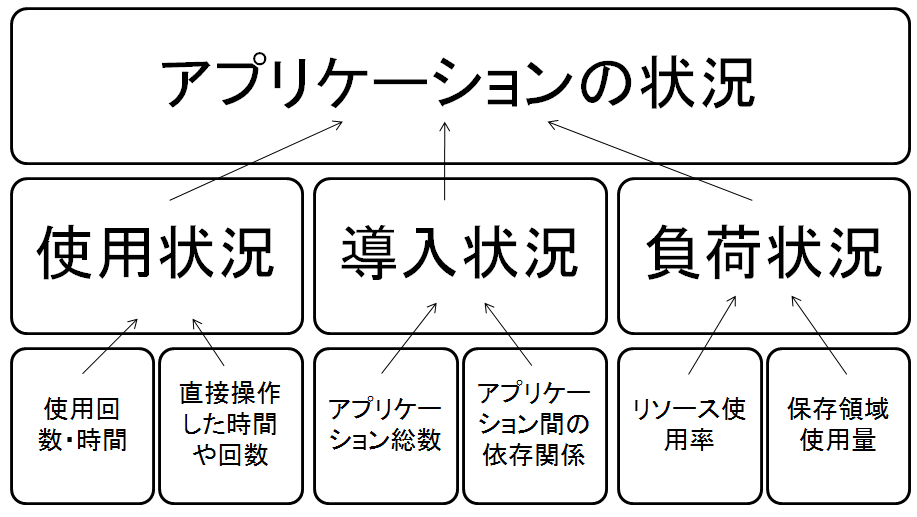 アプリケーションの状況
使用状況
導入状況
負荷状況
使用回
数・時間
直接操作
した時間
や回数
アプリケー
ション総数
アプリケー
ション間の
依存関係
リソース使
用率
保存領域
使用量